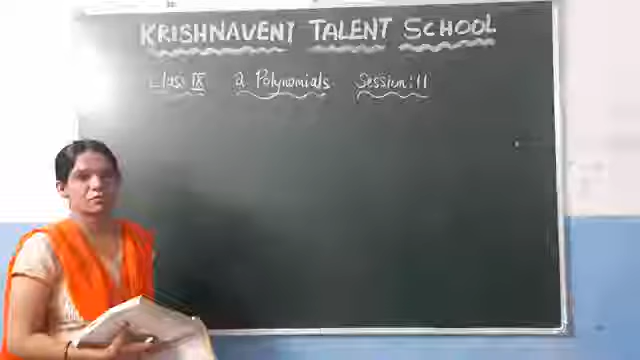 KRISHNAVENI TALENT SCHOOL
Class IX 2 Polynomials. Session:11